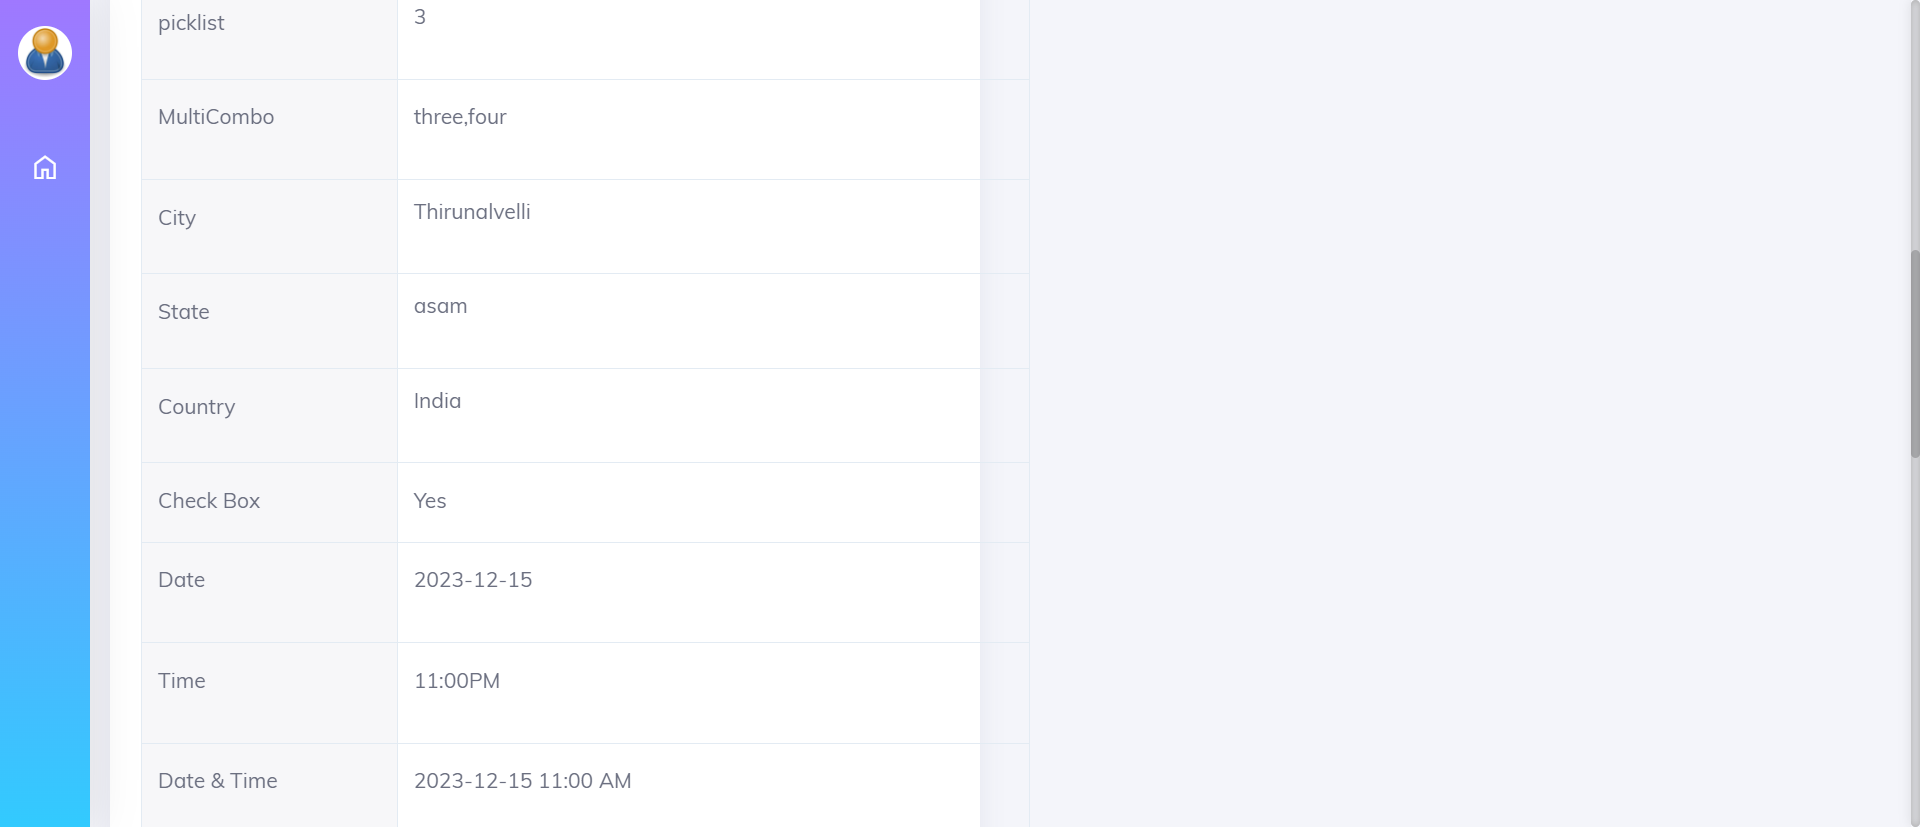 picklist 3
MultiCombo three,four
City Thirunalvelli
State asam
Country India
Check Box Yes
Date 2023-12-15
Time 11:00PM
Date & Time 2023-12-15 11:00 AM